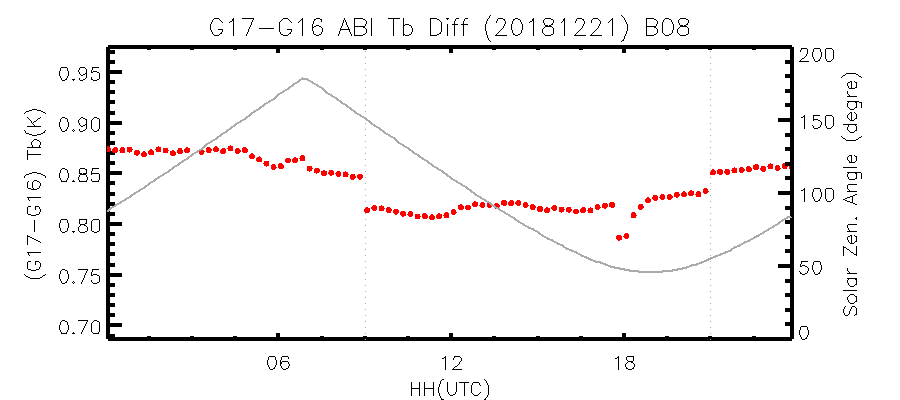 G17-G16 ABI Tb Diff (20181221) B08
(G17-G16) Tb(K)
0.95
0.90
0.85
0.80
0.75
0.70
200
150
100
50
0
Solar Zen. Angle (degre)
06 12 18
HH(UTC)